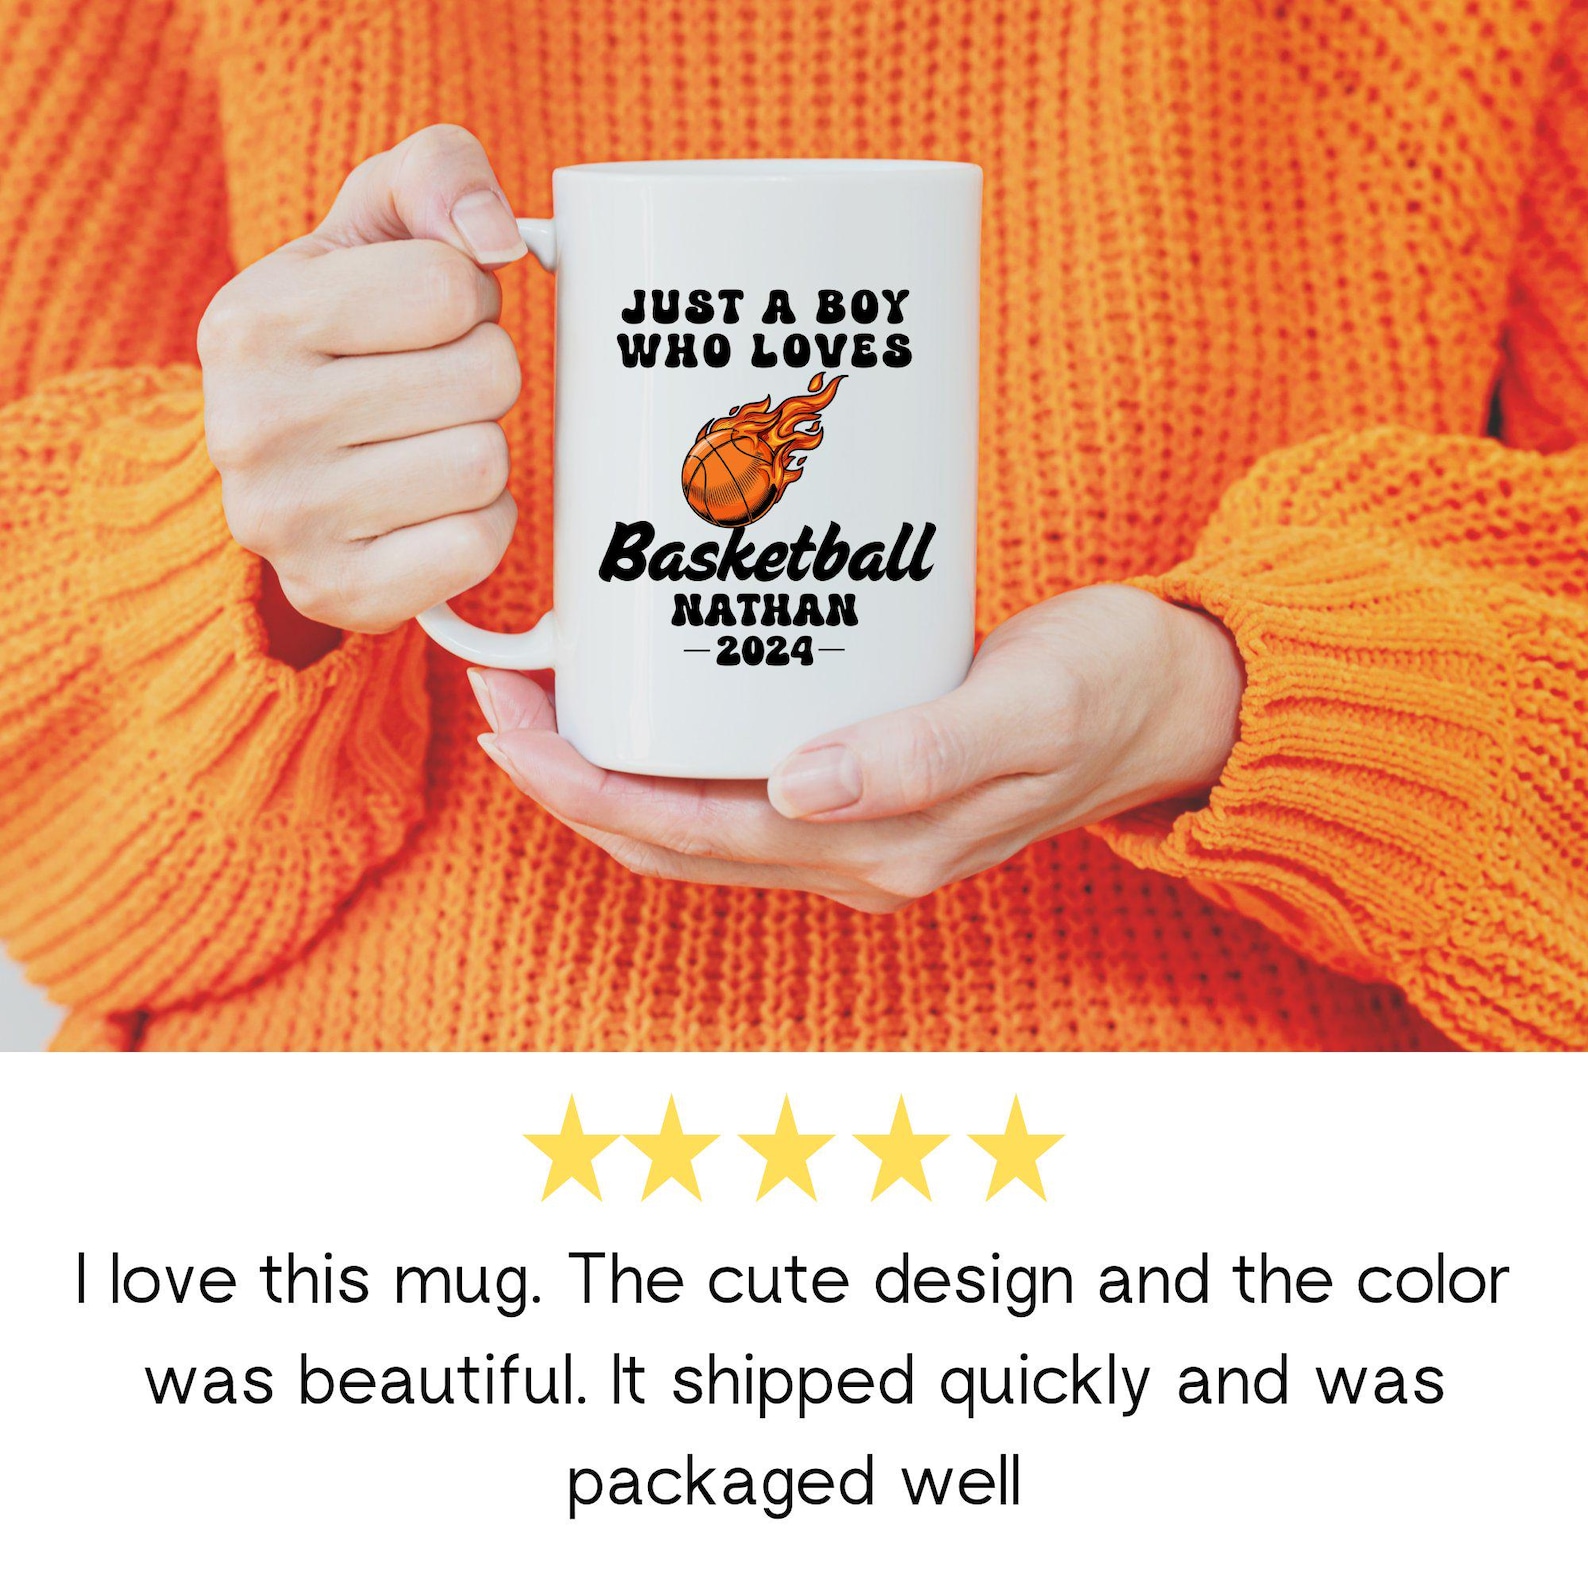 JUST A BOY
WHO LOVES
Basketball
NATHAN
—2024—
I love this mug. The cute design and the color
was beautiful. It shipped quickly and was
packaged well